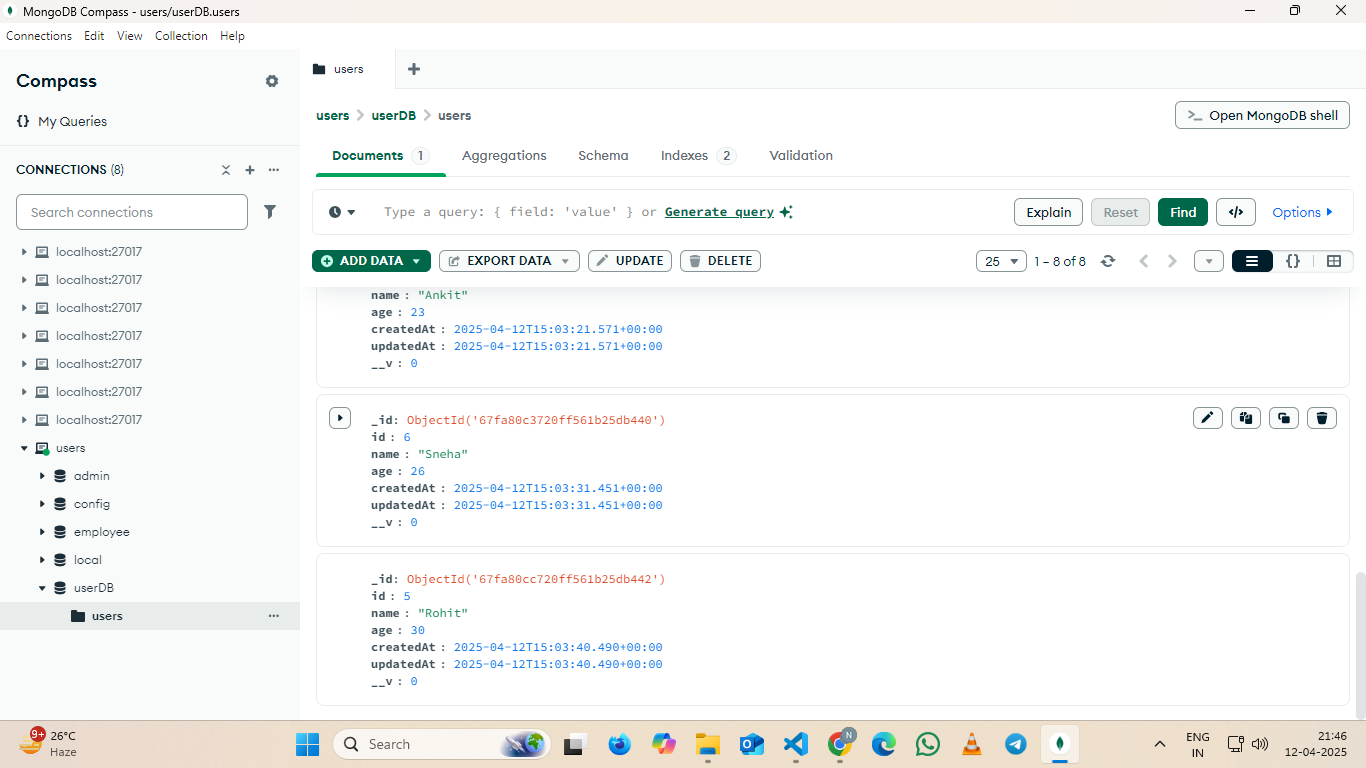 MongoDB Compass - users/userDB.users
Connections Edit View Collection Help
Compass
{} My Queries
CONNECTIONS (8)
Search connections
localhost:27017
localhost:27017
localhost:27017
localhost:27017
localhost:27017
localhost:27017
localhost:27017
users
admin
config
employee
local
userDB
users
users
users > userDB > users
>_ Open MongoDB shell
Documents 1 Aggregations Schema Indexes 2 Validation
Type a query: { field: 'value' } or Generate query
Explain Reset Find </> Options
ADD DATA EXPORT DATA UPDATE DELETE
25 1 – 8 of 8 {}
name : "Ankit"
age : 23
createdAt : 2025-04-12T15:03:21.571+00:00
updatedAt : 2025-04-12T15:03:21.571+00:00
__v : 0
_id: ObjectId('67fa80c3720ff561b25db440')
id : 6
name : "Sneha"
age : 26
createdAt : 2025-04-12T15:03:31.451+00:00
updatedAt : 2025-04-12T15:03:31.451+00:00
__v : 0
_id: ObjectId('67fa80cc720ff561b25db442')
id : 5
name : "Rohit"
age : 30
createdAt : 2025-04-12T15:03:40.490+00:00
updatedAt : 2025-04-12T15:03:40.490+00:00
__v : 0
9+
26°C
Haze
Search
N
ENG
IN
21:46
12-04-2025